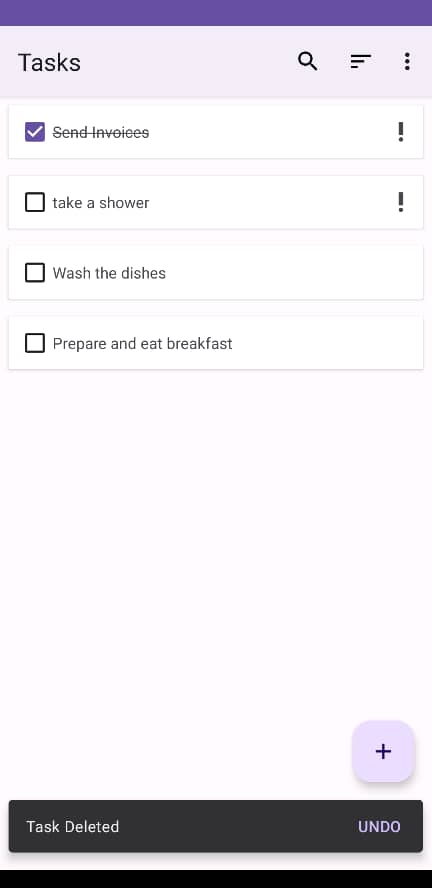 Tasks
Send Invoices
take a shower
Wash the dishes
Prepare and eat breakfast
Task Deleted UNDO